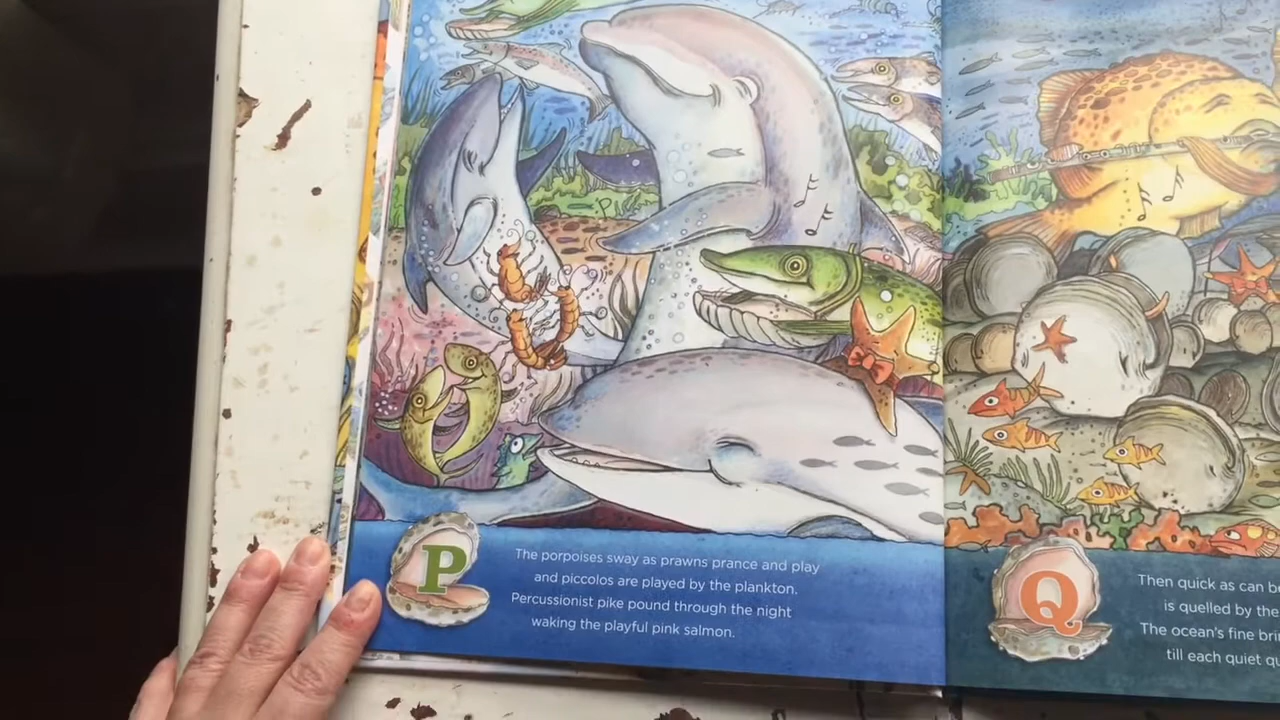 P
The porpoises sway as prawns prance and play
and piccolos are played by the plankton.
Percussionist pike pound through the night
waking the playful pink salmon.
Q
Then quick as can
is quelled by the
The ocean's fine
till each quiet